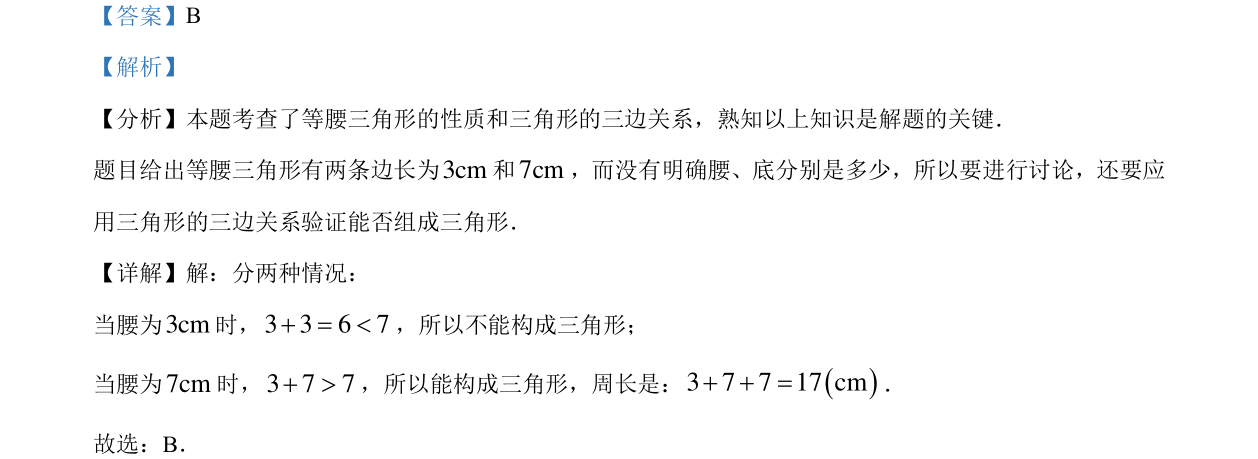 【答案】B
【解析】
【分析】本题考查了等腰三角形的性质和三角形的三边关系，熟知以上知识是解题的关键．
题目给出等腰三角形有两条边长为3cm 和7cm ，而没有明确腰、底分别是多少，所以要进行讨论，还要应
用三角形的三边关系验证能否组成三角形．
【详解】解：分两种情况：
当腰为3cm 时，3+3=6<7，所以不能构成三角形；
当腰为7cm 时，3+7>7，所以能构成三角形，周长是：3+7+7=17(cm)．
故选：B．